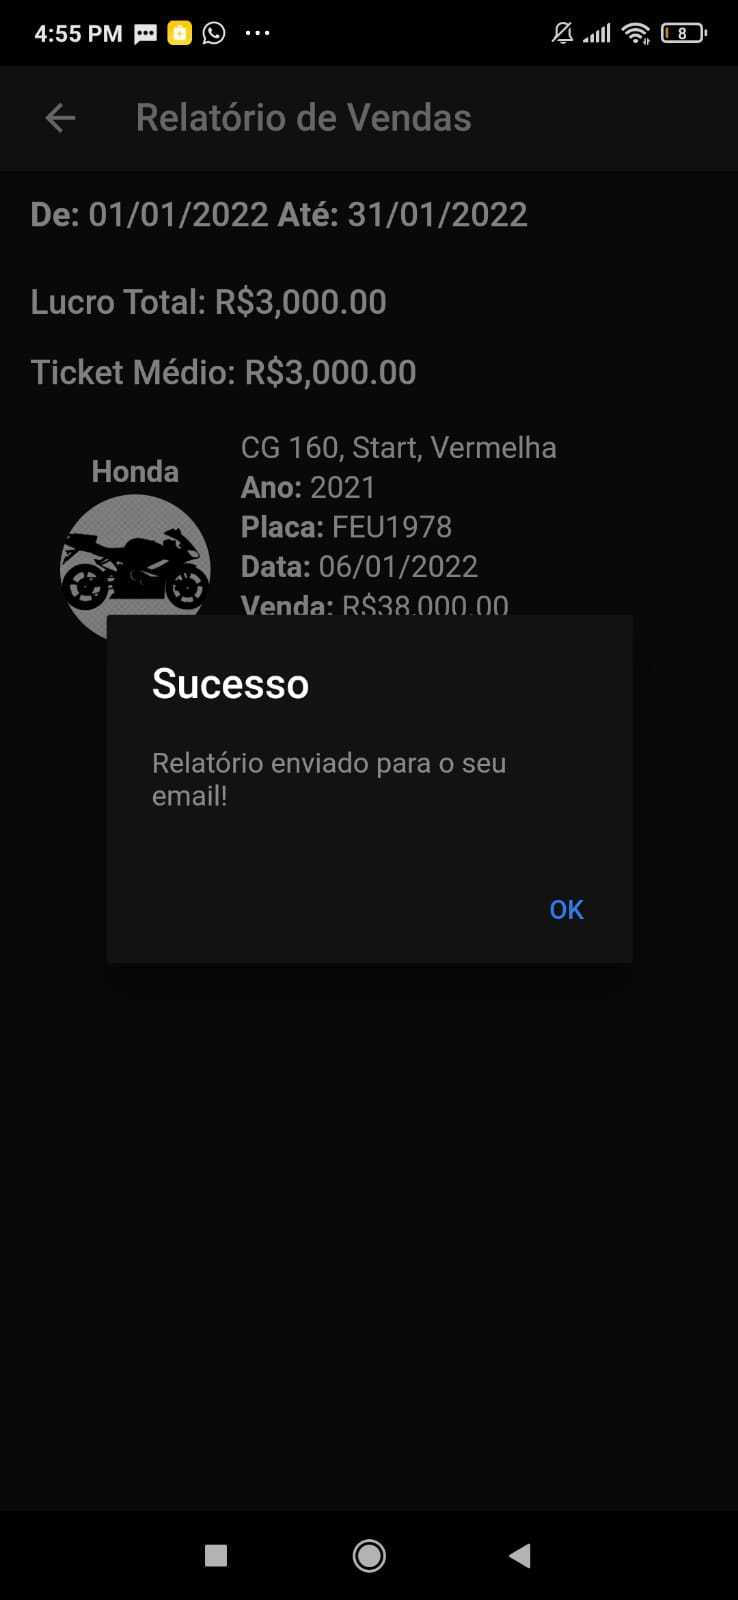 4:55 PM
8
Relatório de Vendas
De: 01/01/2022 Até: 31/01/2022
Lucro Total: R$3,000.00
Ticket Médio: R$3,000.00
Honda
CG 160, Start, Vermelha
Ano: 2021
Placa: FEU1978
Data: 06/01/2022
Venda: R$38,000.00
Sucesso
Relatório enviado para o seu
email!
OK